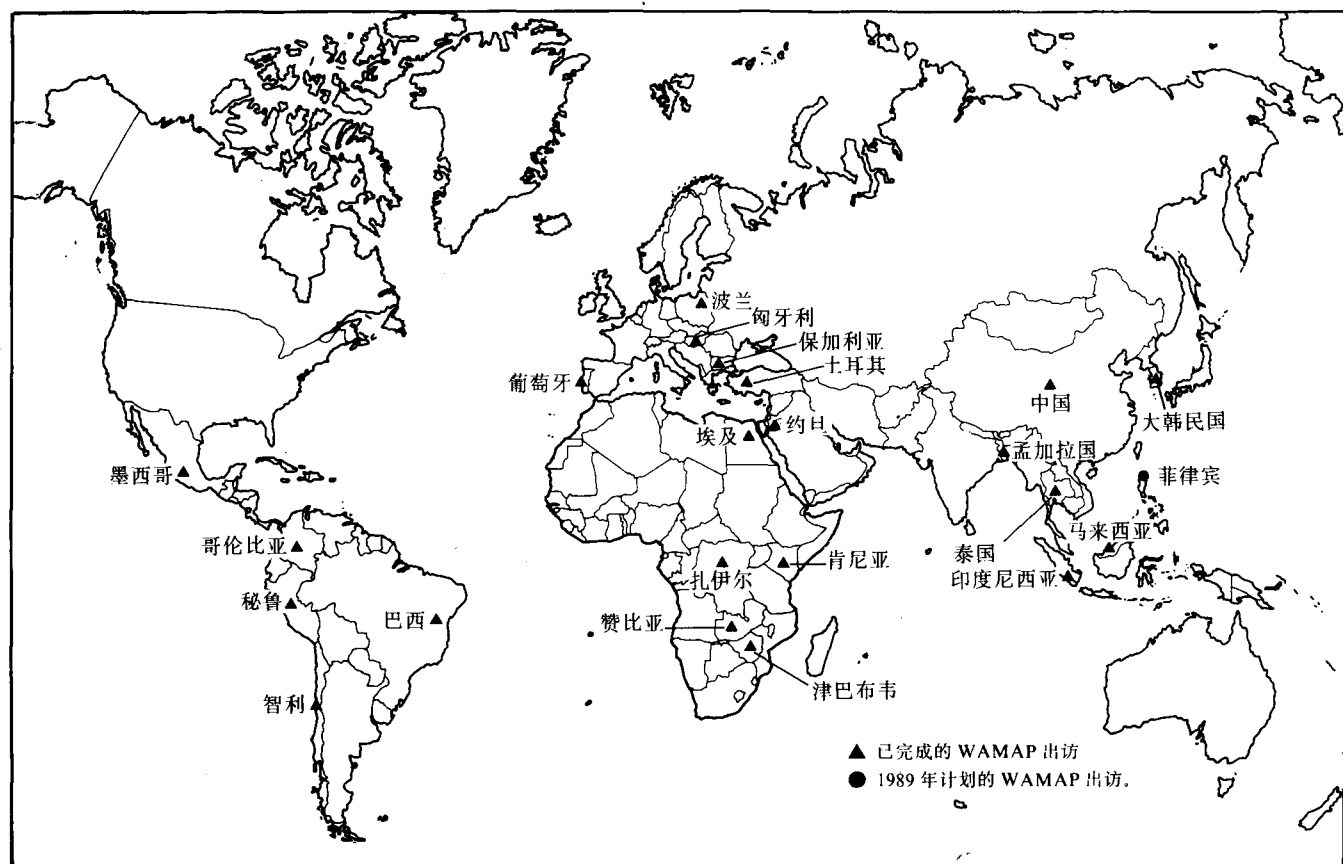 波兰
匈牙利
保加利亚
土耳其
葡萄牙
中国
大韩民国
埃及
约旦
孟加拉国
墨西哥
菲律宾
马来西亚
哥伦比亚
泰国
扎伊尔
肯尼亚
印度尼西亚
秘鲁
巴西
赞比亚
津巴布韦
智利
▲ 已完成的 WAMAP 出访
● 1989 年计划的 WAMAP 出访。